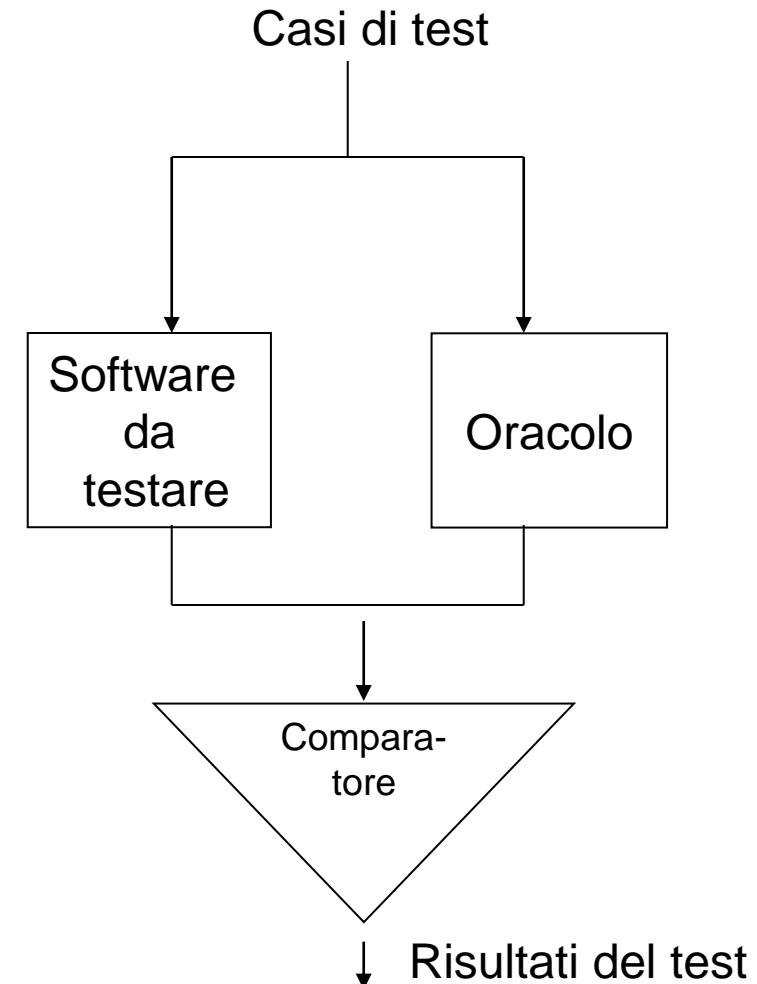 Casi di test
Software
da
testare
Oracolo
Compara-
tore
Risultati del test